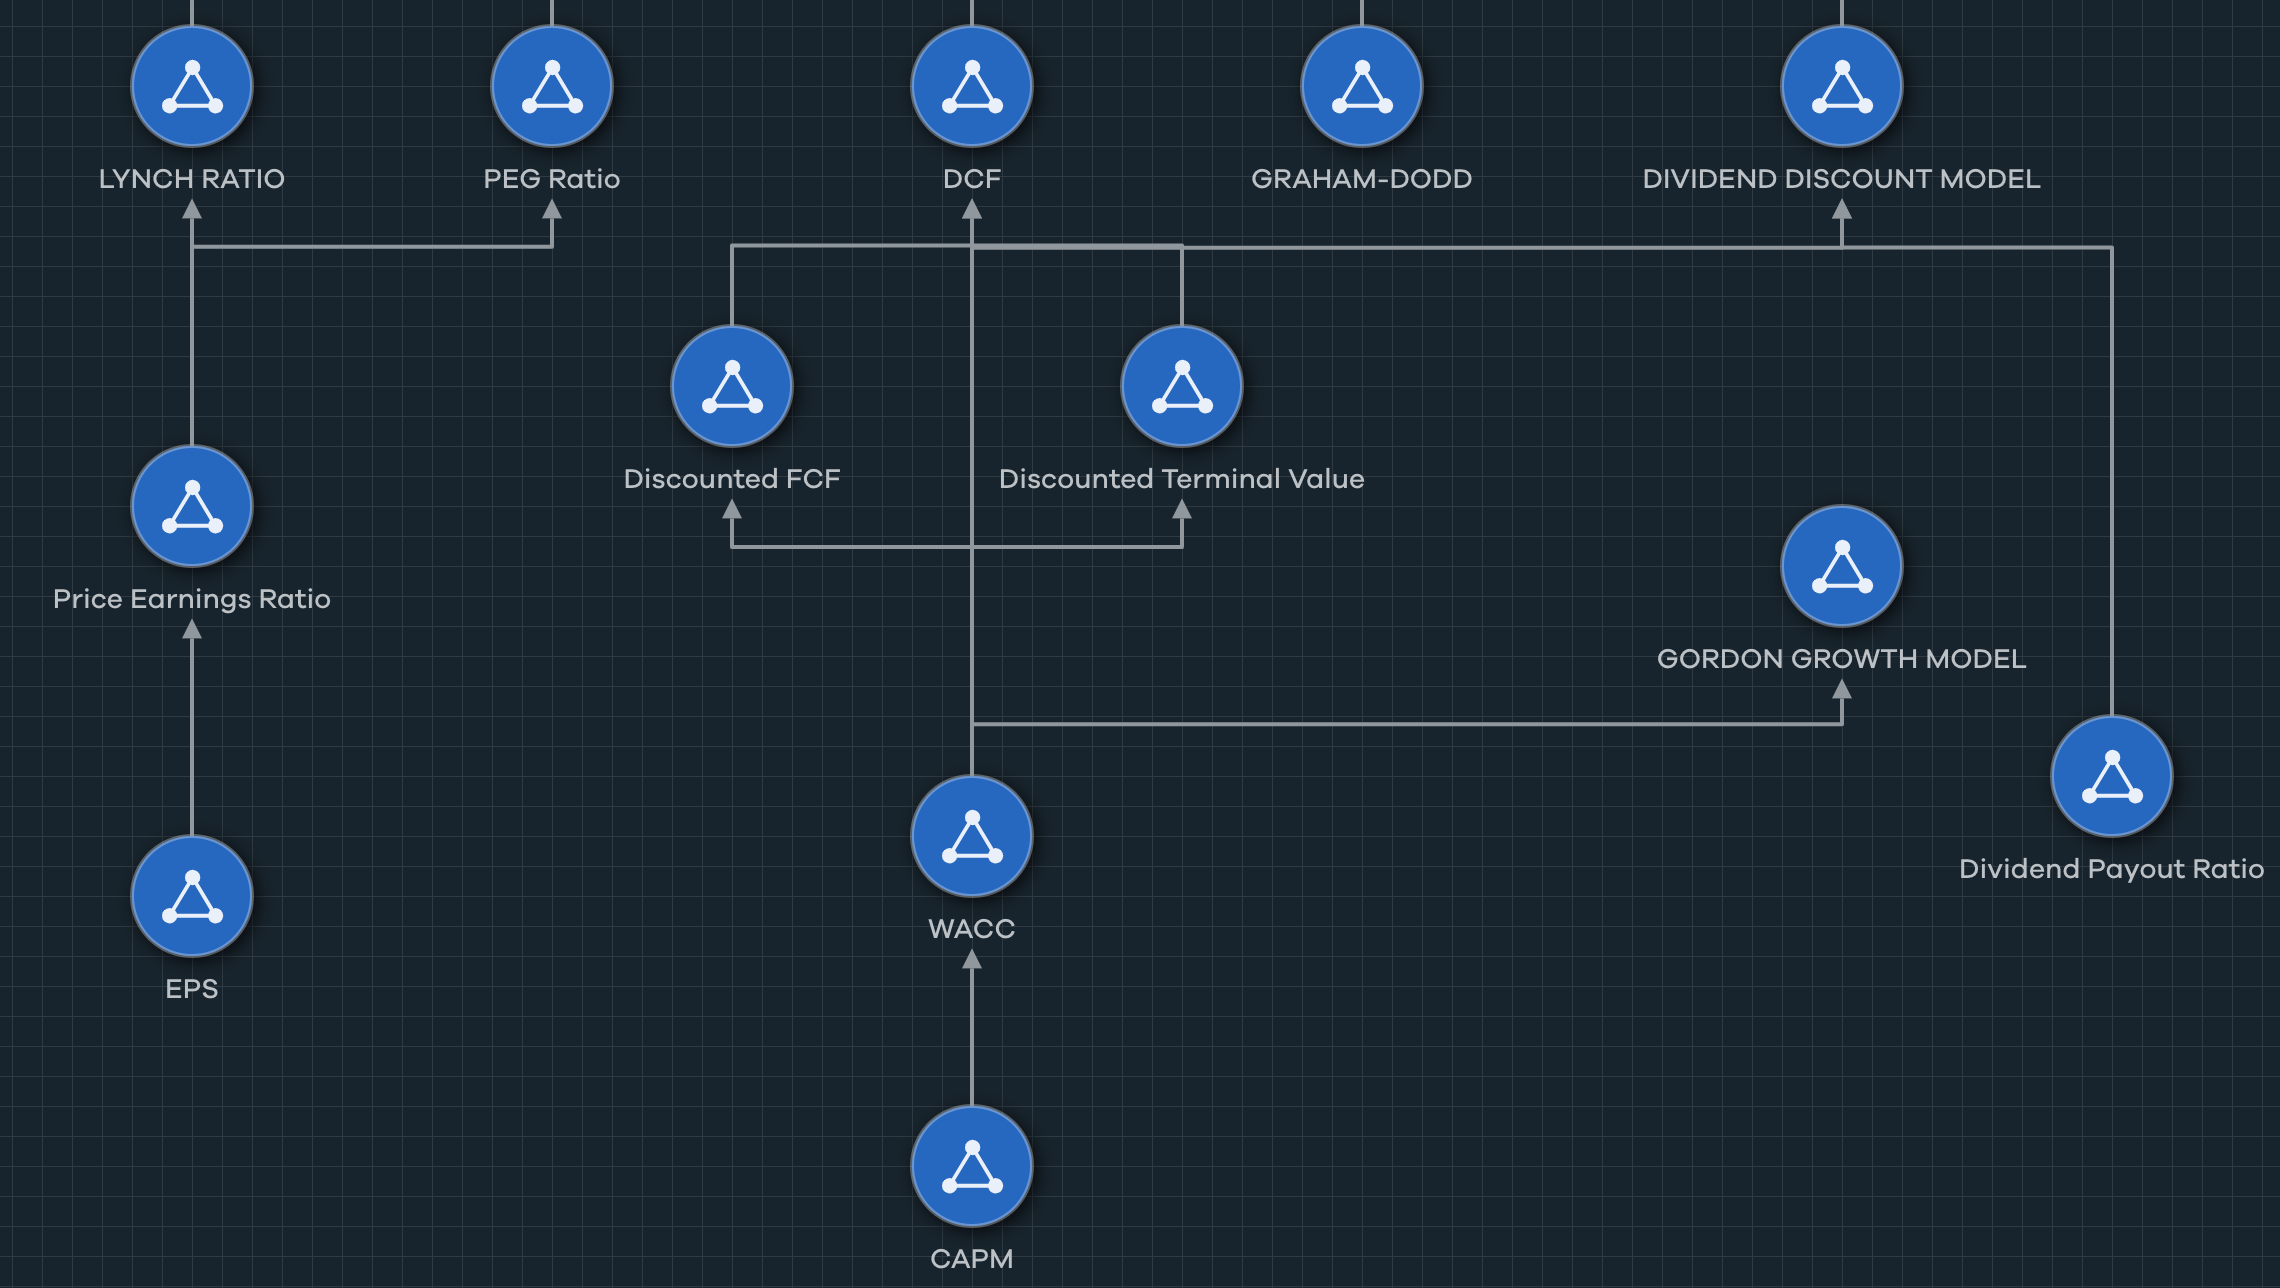 LYNCH RATIO
PEG Ratio
DCF
GRAHAM-DODD
DIVIDEND DISCOUNT MODEL
Discounted FCF
Discounted Terminal Value
Price Earnings Ratio
GORDON GROWTH MODEL
Dividend Payout Ratio
WACC
EPS
CAPM